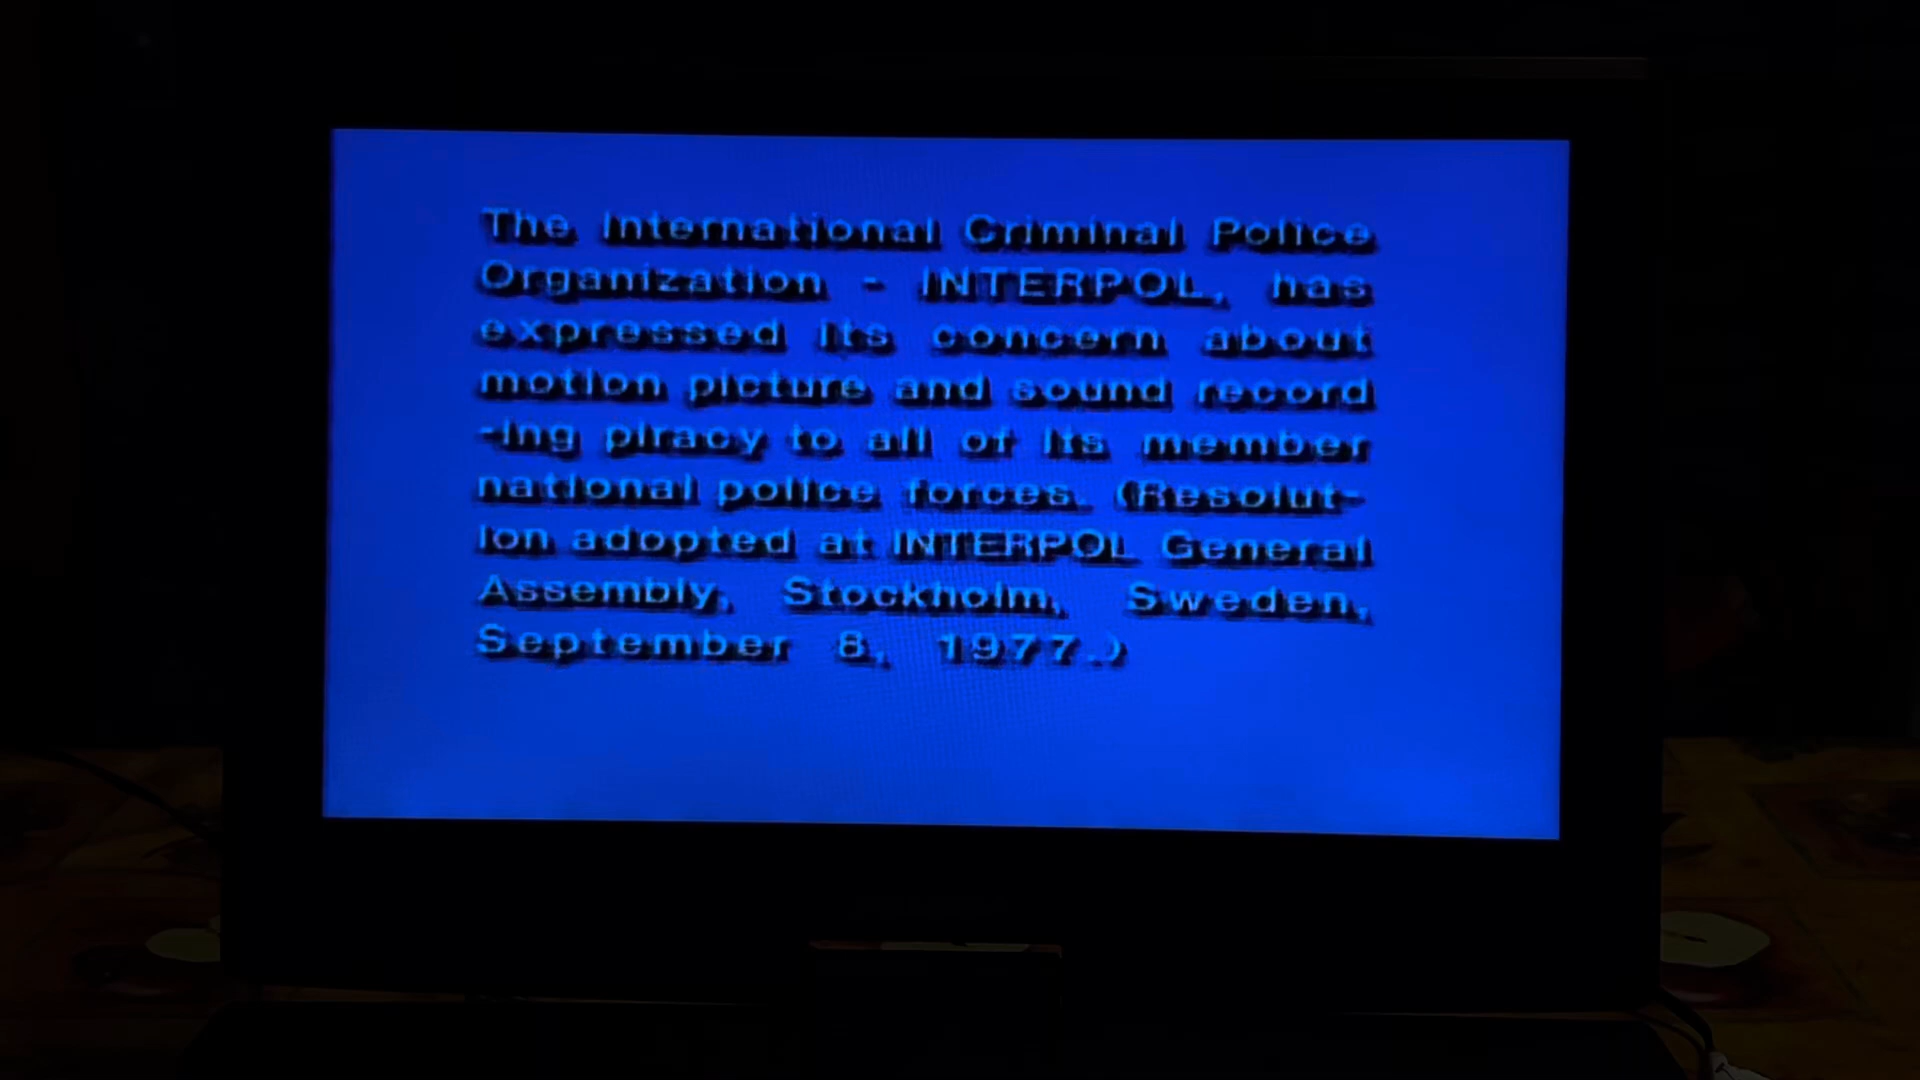 The International Criminal Police
Organization - INTERPOL, has
expressed its concern about
motion picture and sound record
-ing piracy to all of its member
national police forces. (Resolut-
ion adopted at INTERPOL General
Assembly, Stockholm, Sweden,
September 8, 1977.)